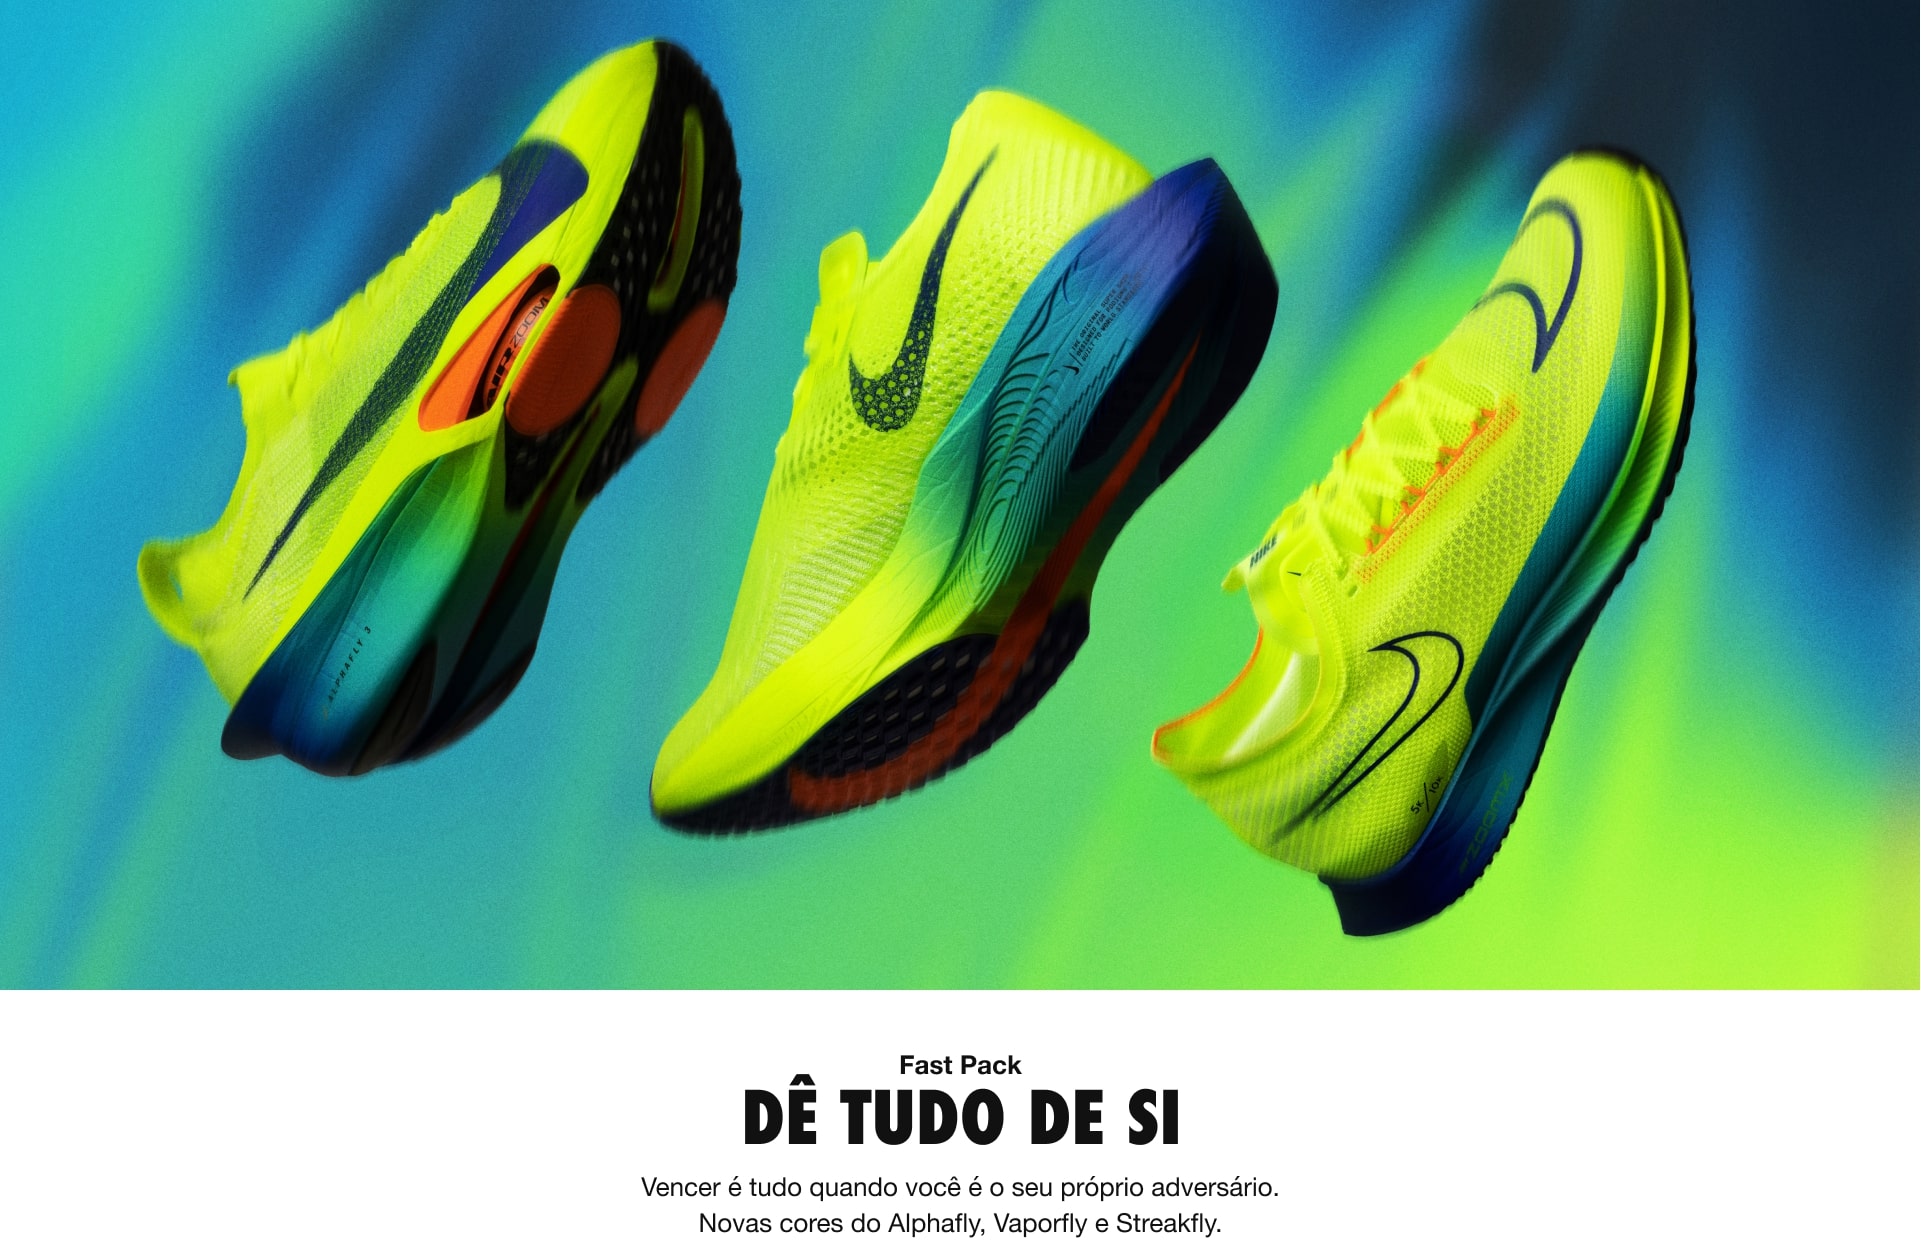 AIR ZOOM
ALPHAFLY 3
NIKE
5K/10K
ZOOMX
Fast Pack
DÊ TUDO DE SI
Vencer é tudo quando você é o seu próprio adversário.
Novas cores do Alphafly, Vaporfly e Streakfly.